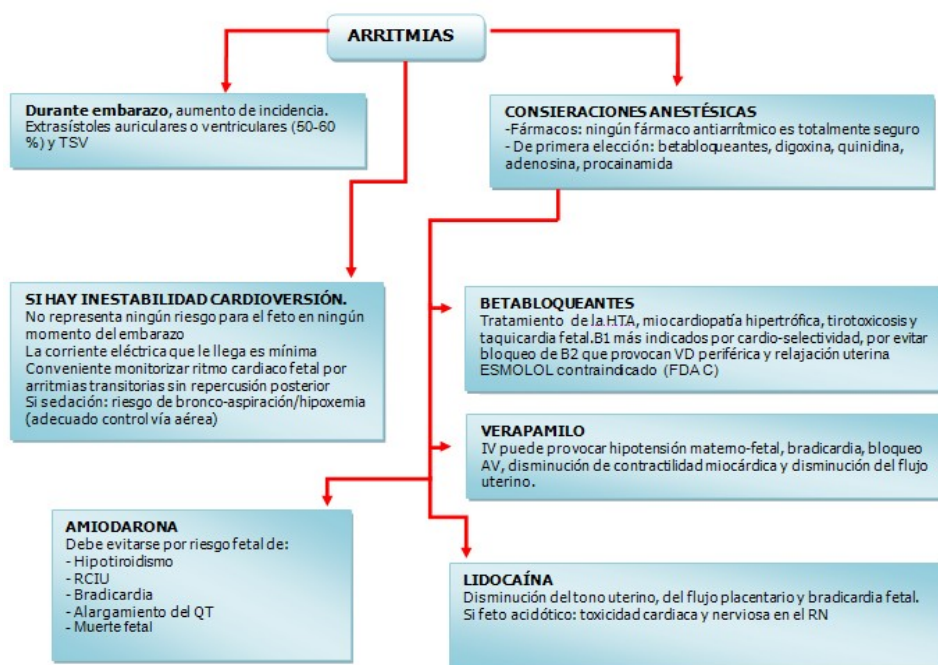 ARRITMIAS
Durante embarazo, aumento de incidencia.
Extrasístoles auriculares o ventriculares (50-60
%) y TSV
CONSIERACIONES ANESTÉSICAS
-Fármacos: ningún fármaco antiarrítmico es totalmente seguro
- De primera elección: betabloqueantes, digoxina, quinidina,
adenosina, procainamida
SI HAY INESTABILIDAD CARDIOVERSIÓN.
No representa ningún riesgo para el feto en ningún
momento del embarazo
La corriente eléctrica que le llega es mínima
Conveniente monitorizar ritmo cardiaco fetal por
arritmias transitorias sin repercusión posterior
Si sedación: riesgo de bronco-aspiración/hipoxemia
(adecuado control vía aérea)
BETABLOQUEANTES
Tratamiento de la HTA, miocardiopatía hipertrófica, tirotoxicosis y
taquicardia fetal.B1 más indicados por cardio-selectividad, por evitar
bloqueo de B2 que provocan VD periférica y relajación uterina
ESMOLOL contraindicado (FDA C)
VERAPAMILO
IV puede provocar hipotensión materno-fetal, bradicardia, bloqueo
AV, disminución de contractilidad miocárdica y disminución del flujo
uterino.
AMIODARONA
Debe evitarse por riesgo fetal de:
- Hipotiroidismo
- RCIU
- Bradicardia
- Alargamiento del QT
- Muerte fetal
LIDOCAÍNA
Disminución del tono uterino, del flujo placentario y bradicardia fetal.
Si feto acidótico: toxicidad cardiaca y nerviosa en el RN